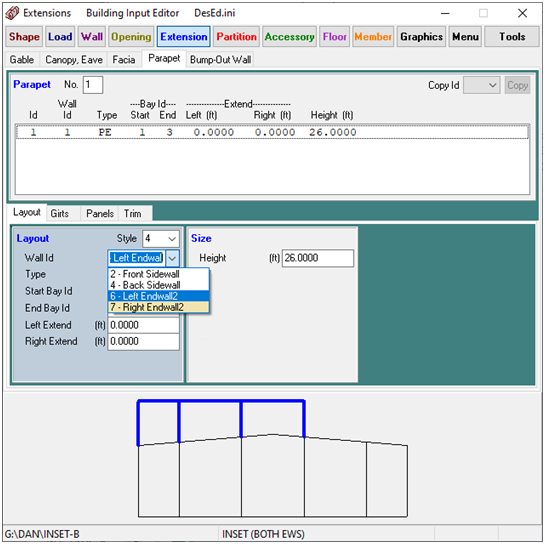 Extensions Building Input Editor DesEd.ini
Shape Load Wall Opening Extension Partition Accessory Floor Member Graphics Menu Tools
Gable Canopy, Eave Facia Parapet Bump-Out Wall
Parapet No. 1 Copy Id Copy
Wall ----Bay Id---- --------------Extend--------------
Id Id Type Start End Left (ft) Right (ft) Height (ft)
1 1 PE 1 3 0.0000 0.0000 26.0000
Layout Girts Panels Trim
Layout Style 4 Size
Wall Id Left Endwal Height (ft) 26.0000
Type 2 - Front Sidewall
4 - Back Sidewall
Start Bay Id 6 - Left Endwall2
End Bay Id 7 - Right Endwall2
Left Extend (ft) 0.0000
Right Extend (ft) 0.0000
G:\DAN\INSET-B INSET (BOTH EWS)